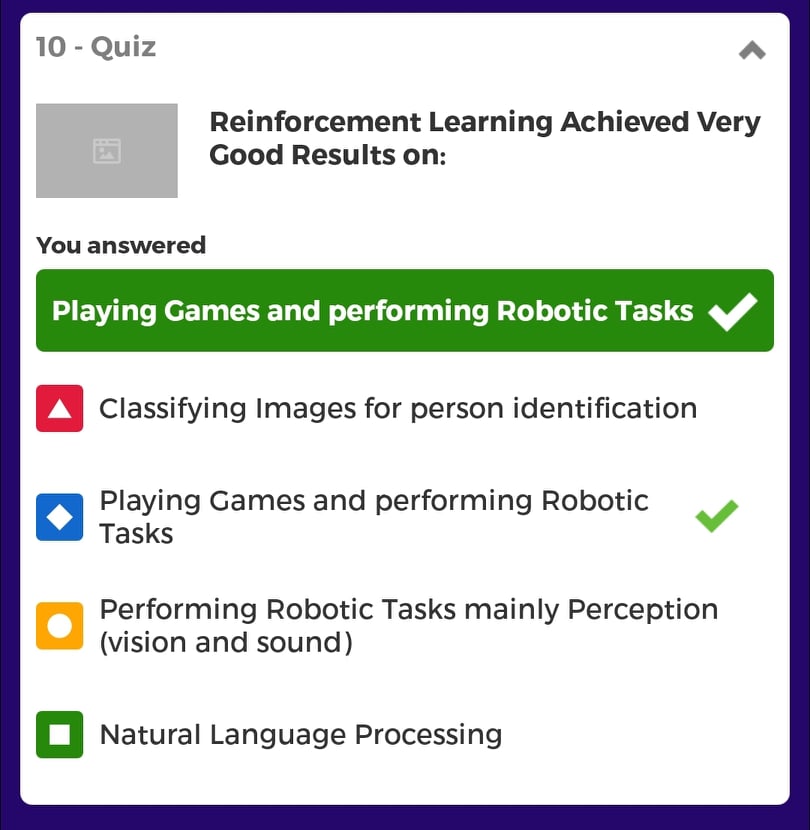 10 - Quiz
Reinforcement Learning Achieved Very
Good Results on:
You answered
Playing Games and performing Robotic Tasks
Classifying Images for person identification
Playing Games and performing Robotic
Tasks
Performing Robotic Tasks mainly Perception
(vision and sound)
Natural Language Processing